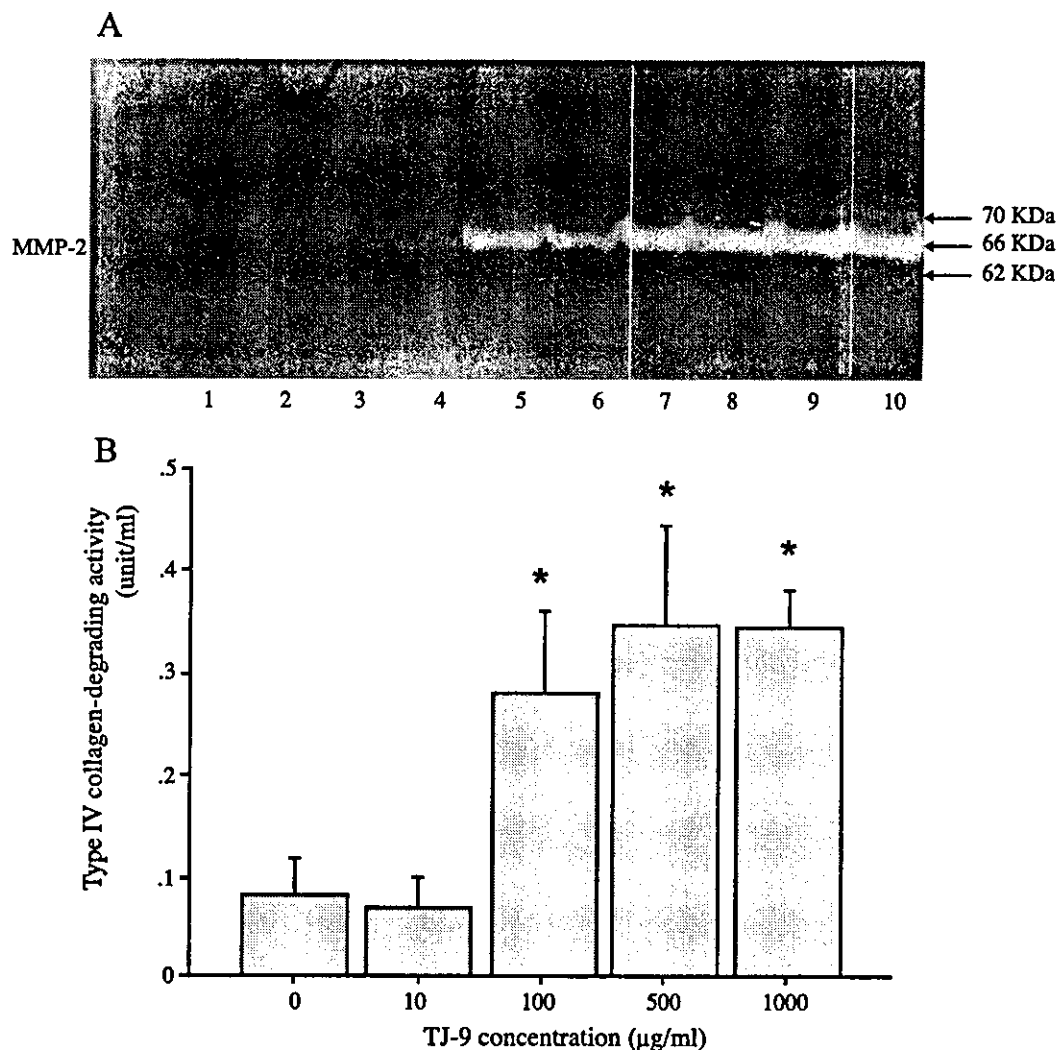 A
70 KDa
MMP-2
66 KDa
62 KDa
1 2 3 4 5 6 7 8 9 10
B
Type IV collagen-degrading activity
(unit/ml)
.5
.4
.3
.2
.1
0
*
*
*
0 10 100 500 1000
TJ-9 concentration (µg/ml)